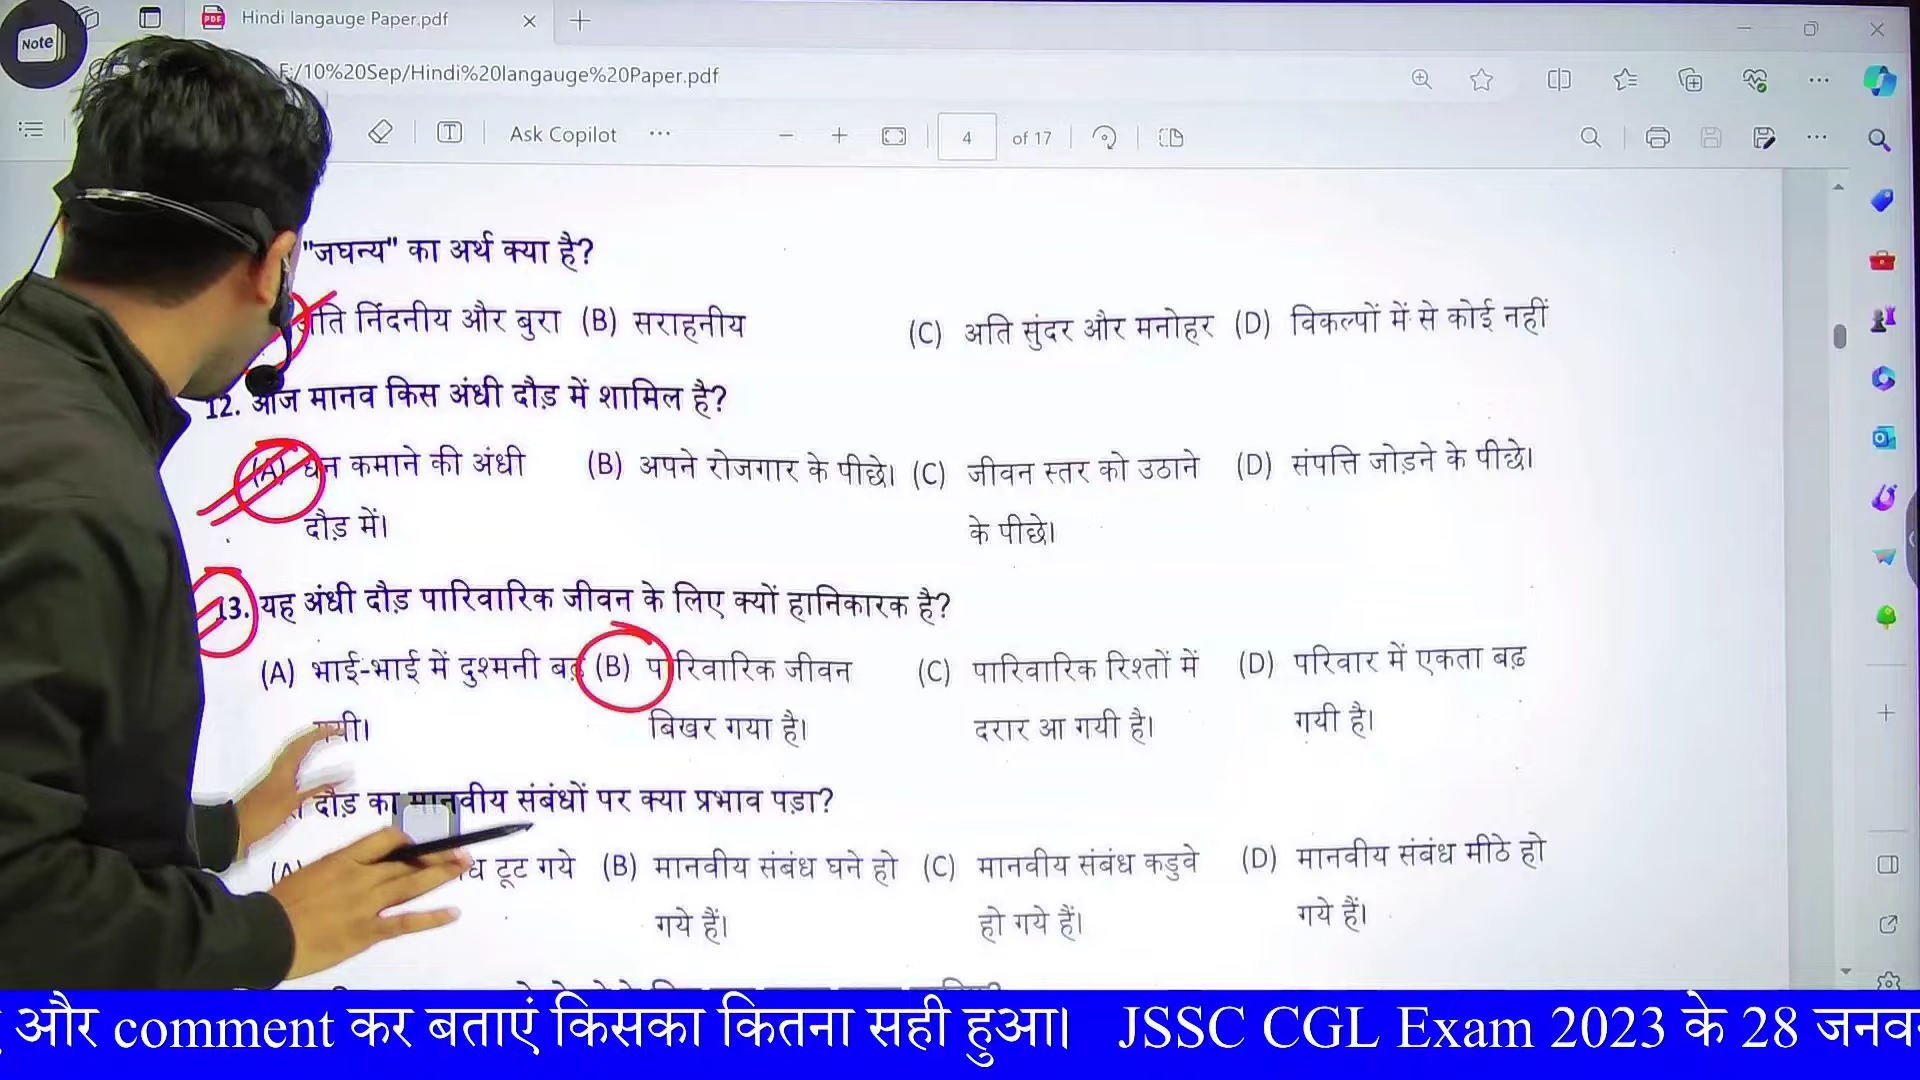 Note
PDF Hindi langauge Paper.pdf
F:/10%20Sep/Hindi%20langauge%20Paper.pdf
Ask Copilot
4 of 17
"जघन्य" का अर्थ क्या है?
अति निंदनीय और बुरा (B) सराहनीय (C) अति सुंदर और मनोहर (D) विकल्पों में से कोई नहीं
12. आज मानव किस अंधी दौड़ में शामिल है?
(A) धन कमाने की अंधी (B) अपने रोजगार के पीछे। (C) जीवन स्तर को उठाने (D) संपत्ति जोड़ने के पीछे।
दौड़ में। के पीछे।
13. यह अंधी दौड़ पारिवारिक जीवन के लिए क्यों हानिकारक है?
(A) भाई-भाई में दुश्मनी बढ़ (B) पारिवारिक जीवन (C) पारिवारिक रिश्तों में (D) परिवार में एकता बढ़
गयी। बिखर गया है। दरार आ गयी है। गयी है।
दौड़ का मानवीय संबंधों पर क्या प्रभाव पड़ा?
टूट गये (B) मानवीय संबंध घने हो (C) मानवीय संबंध कडुवे (D) मानवीय संबंध मीठे हो
गये हैं। हो गये हैं। गये हैं।
और comment कर बताएं किसका कितना सही हुआ। JSSC CGL Exam 2023 के 28